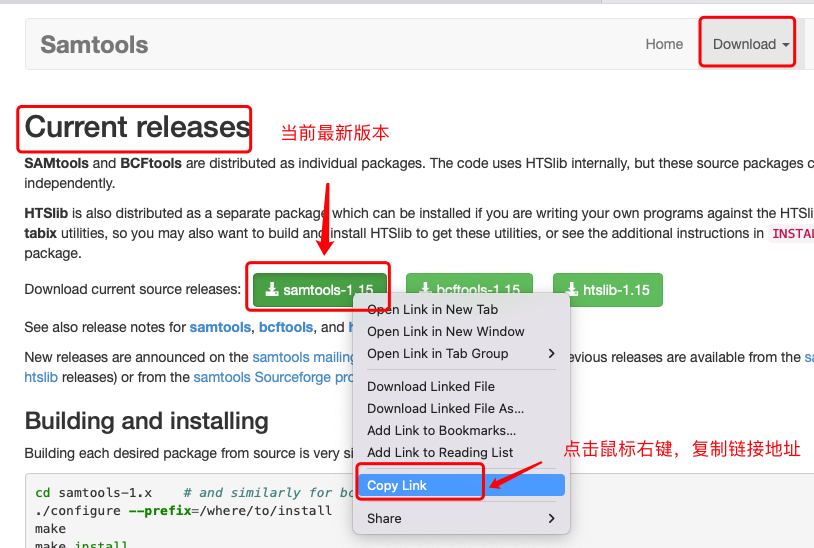 Samtools
Home
Download
Current releases
当前最新版本
SAMtools and BCFtools are distributed as individual packages. The code uses HTSlib internally, but these source packages c
independently.
HTSlib is also distributed as a separate package which can be installed if you are writing your own programs against the HTSli
tabix utilities, so you may also want to build and install HTSlib to get these utilities, or see the additional instructions in INSTAL
package.
Download current source releases: samtools-1.15 bcftools-1.15 htslib-1.15
See also release notes for samtools, bcftools, and h
New releases are announced on the samtools mailing
evious releases are available from the sa
htslib releases) or from the samtools Sourceforge pro
Open Link in New Tab
Open Link in New Window
Open Link in Tab Group
Download Linked File
Download Linked File As...
Add Link to Bookmarks...
Add Link to Reading List
Copy Link
Share
点击鼠标右键，复制链接地址
Building and installing
Building each desired package from source is very si
cd samtools-1.x # and similarly for bc
./configure --prefix=/where/to/install
make
make install